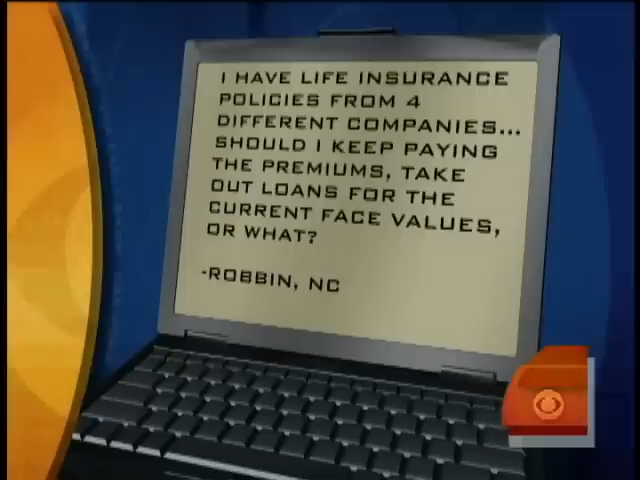 I HAVE LIFE INSURANCE
POLICIES FROM 4
DIFFERENT COMPANIES...
SHOULD I KEEP PAYING
THE PREMIUMS, TAKE
OUT LOANS FOR THE
CURRENT FACE VALUES,
OR WHAT?
-ROBBIN, NC